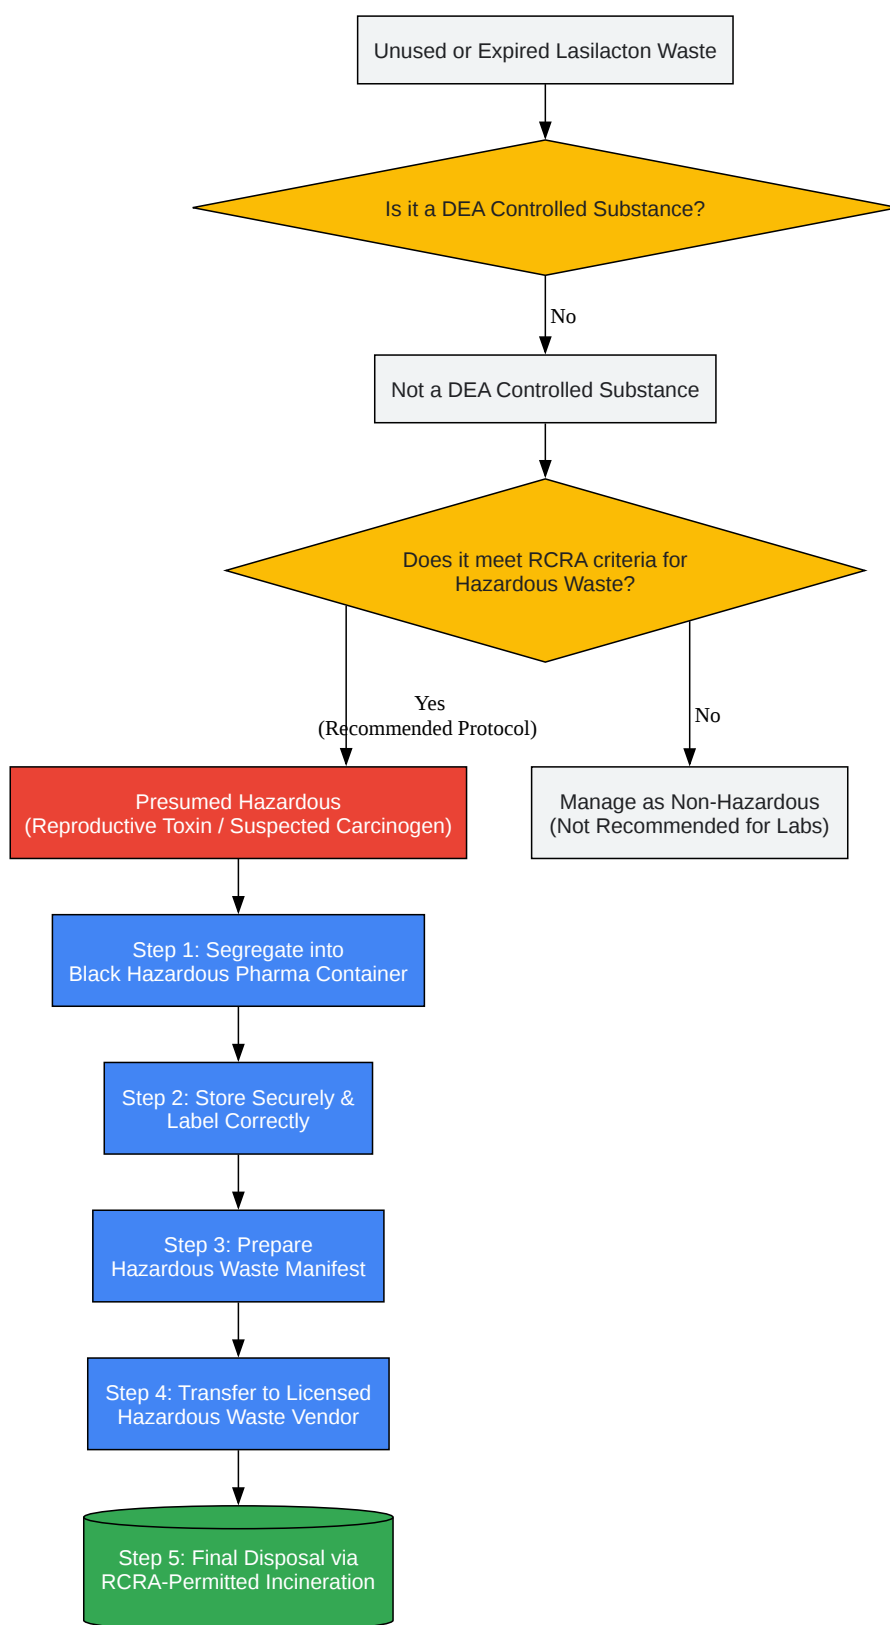 Unused or Expired Lasilacton Waste
Is it a DEA Controlled Substance?
No
Not a DEA Controlled Substance
Does it meet RCRA criteria for
Hazardous Waste?
Yes
(Recommended Protocol)
No
Presumed Hazardous
(Reproductive Toxin / Suspected Carcinogen)
Manage as Non-Hazardous
(Not Recommended for Labs)
Step 1: Segregate into
Black Hazardous Pharma Container
Step 2: Store Securely &
Label Correctly
Step 3: Prepare
Hazardous Waste Manifest
Step 4: Transfer to Licensed
Hazardous Waste Vendor
Step 5: Final Disposal via
RCRA-Permitted Incineration